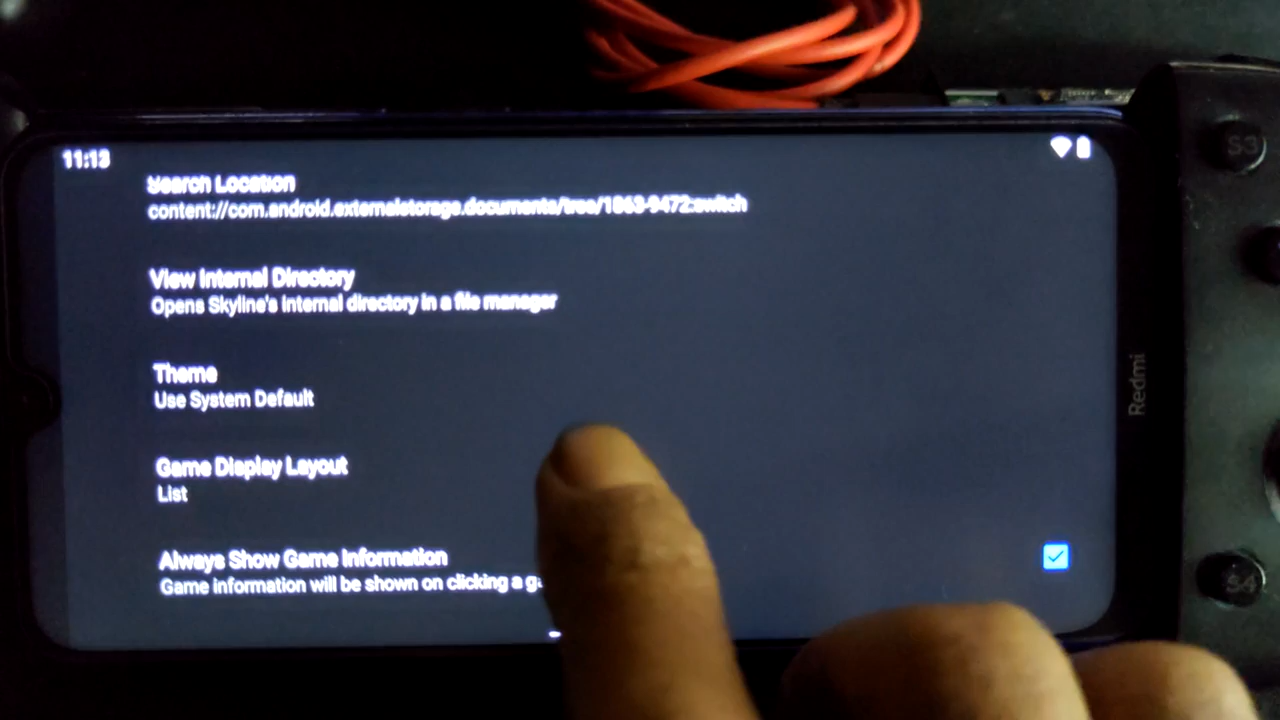 11:13
Search Location
content://com.android.externalstorage.documents/tree/1863-9472:switch
View Internal Directory
Opens Skyline's internal directory in a file manager
Theme
Use System Default
Game Display Layout
List
Always Show Game Information
Game information will be shown on clicking a g
Redmi
S3
S4